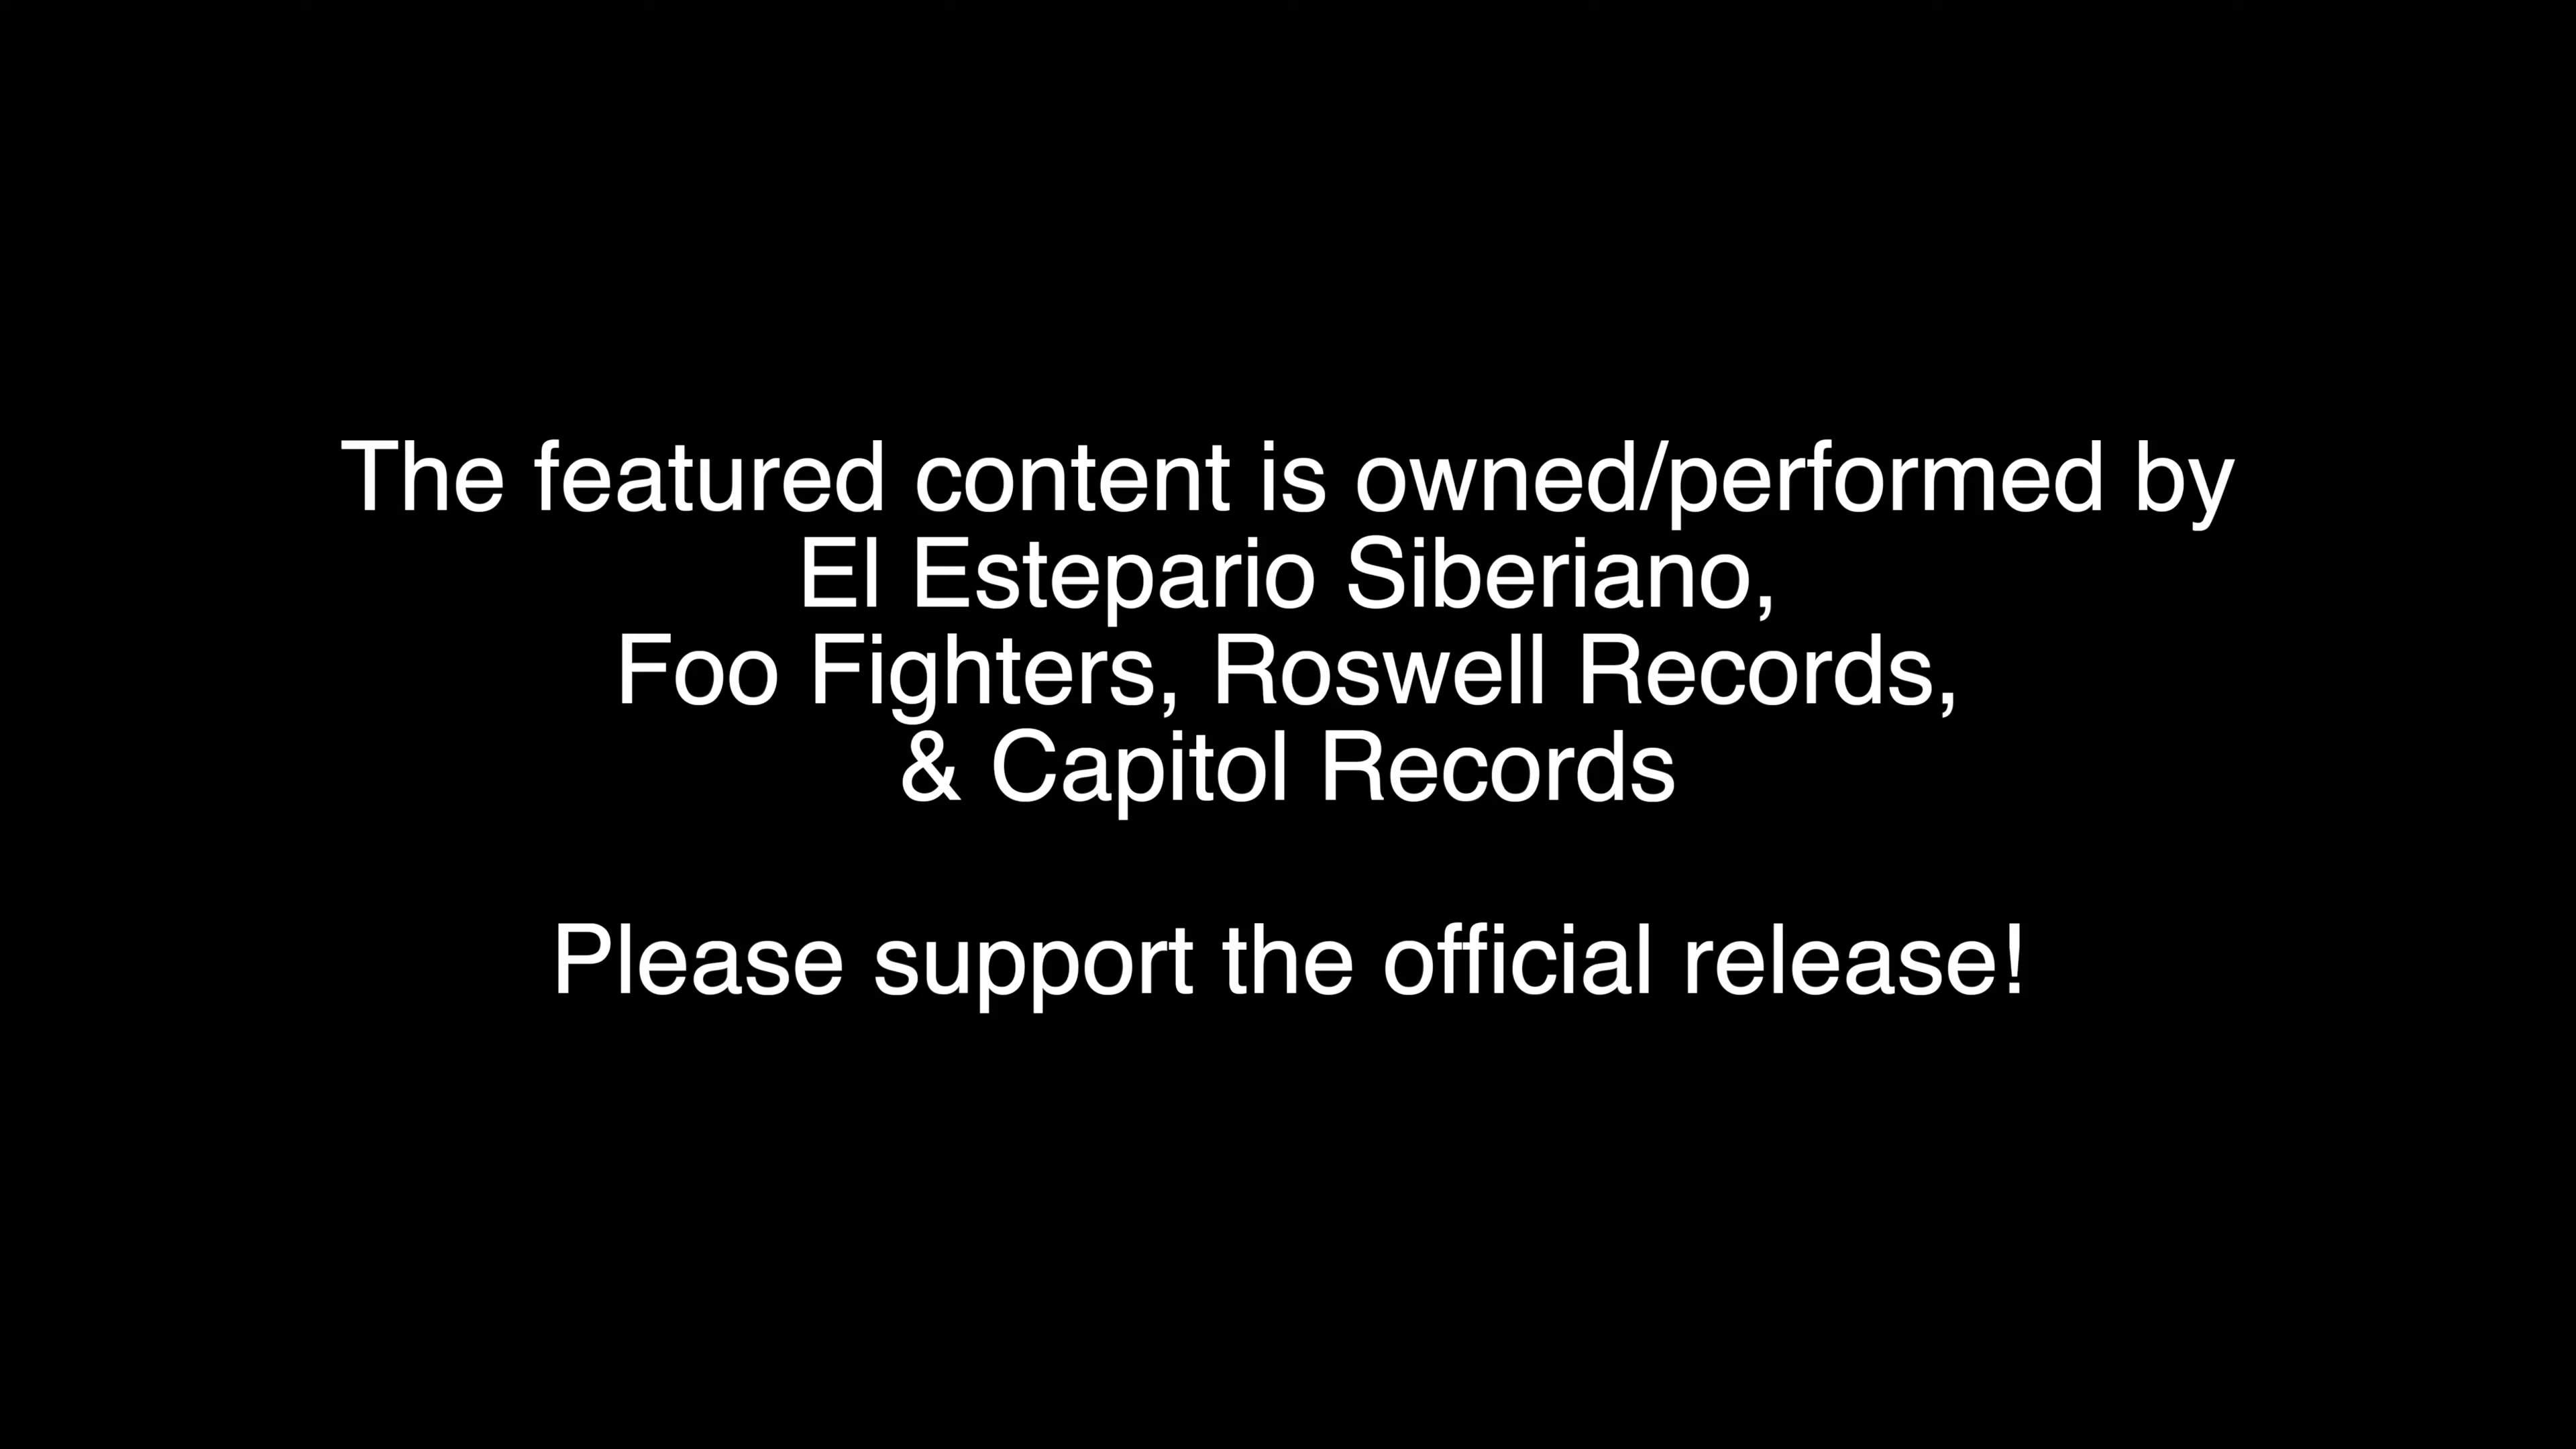 The featured content is owned/performed by
El Estepario Siberiano,
Foo Fighters, Roswell Records,
& Capitol Records
Please support the official release!